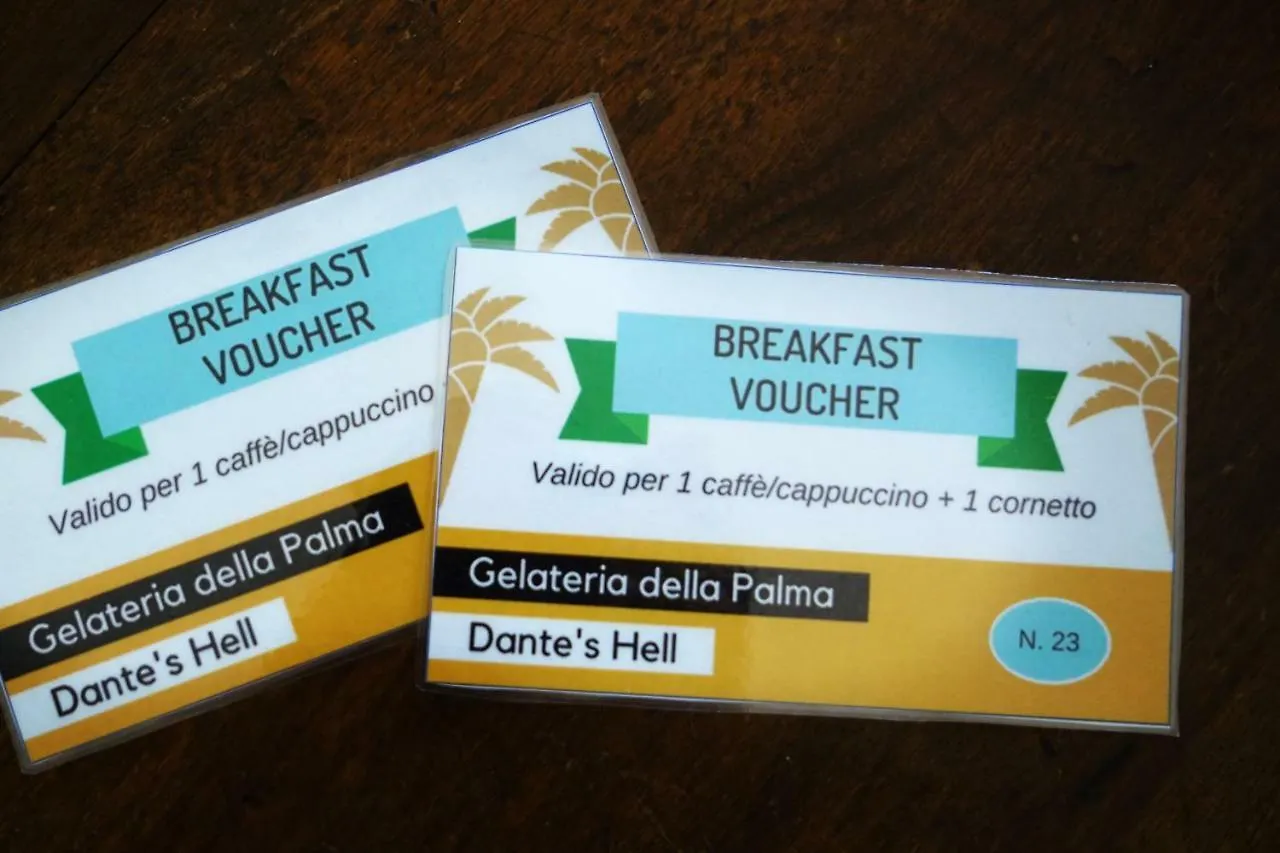 BREAKFAST
VOUCHER
Valido per 1 caffè/cappuccino
Gelateria della Palma
Dante's Hell
BREAKFAST
VOUCHER
Valido per 1 caffè/cappuccino + 1 cornetto
Gelateria della Palma
Dante's Hell
N. 23